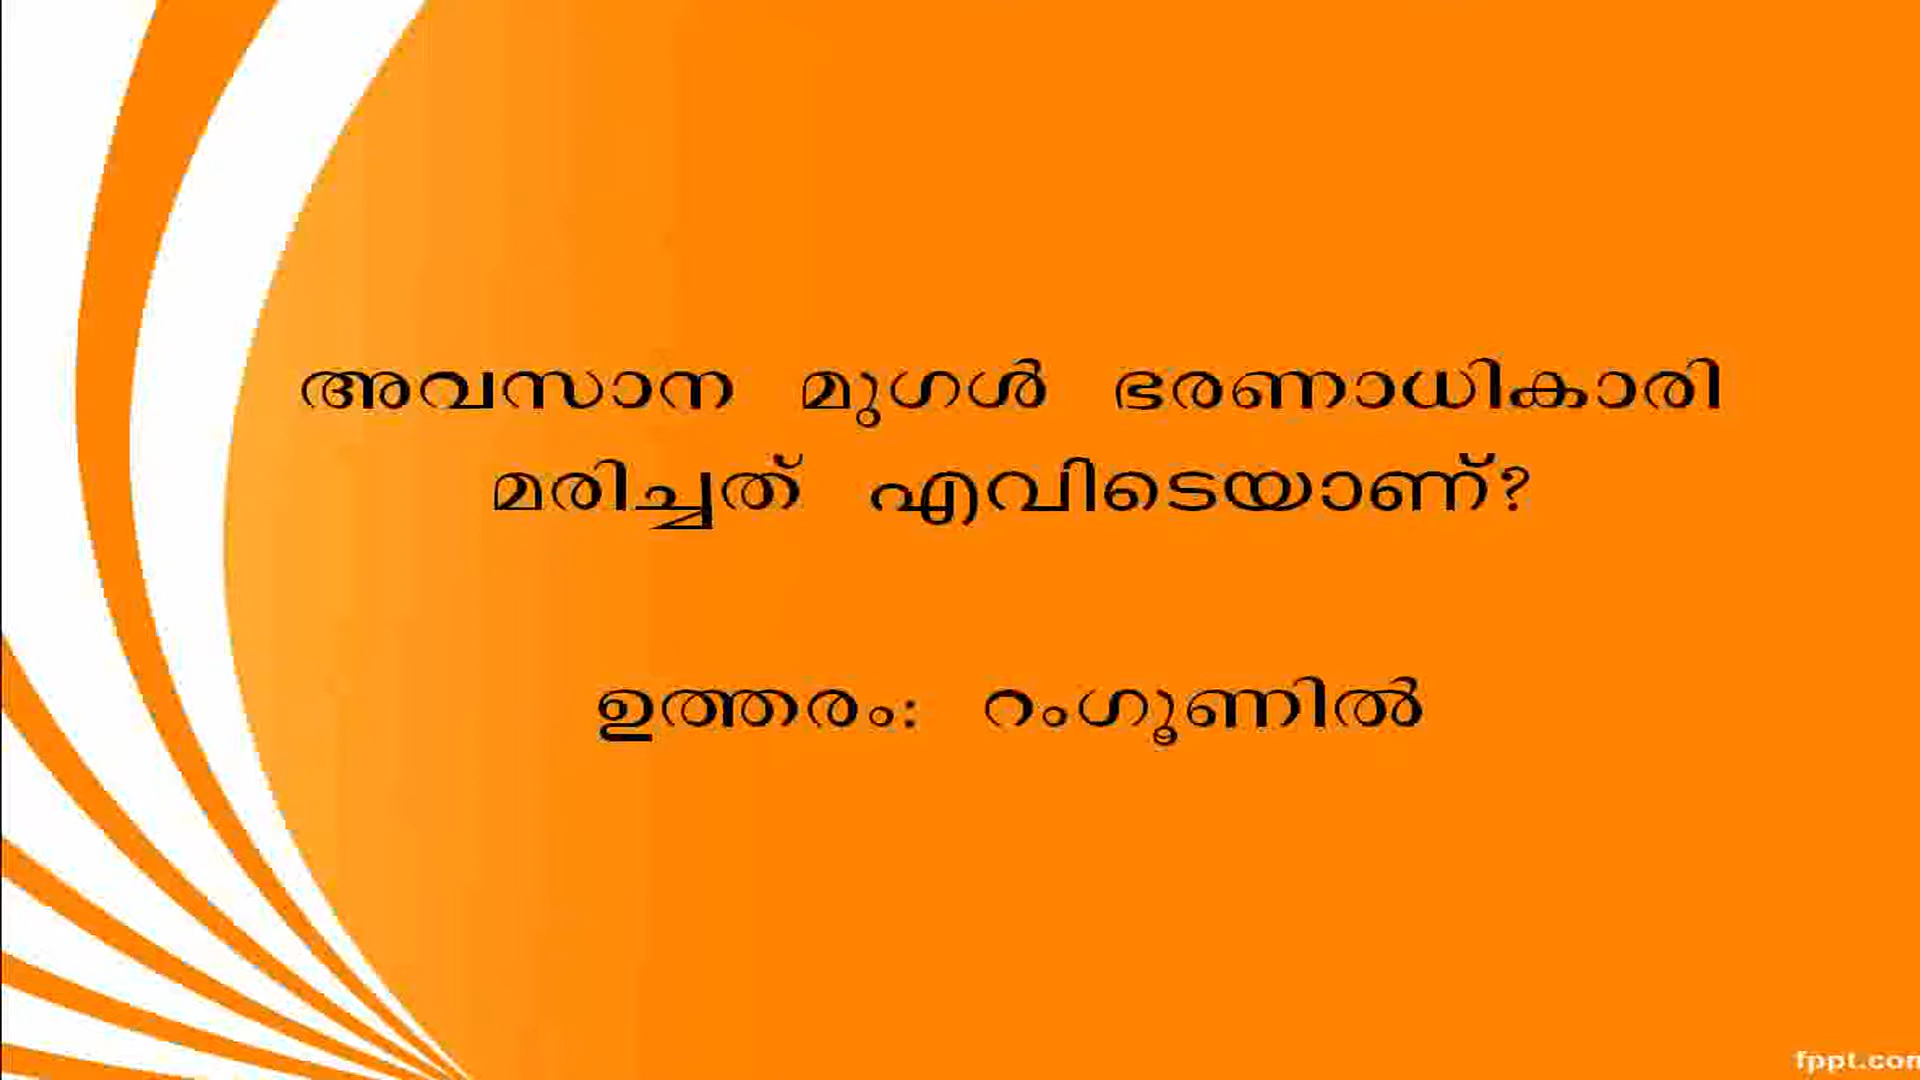 അവസാന മുഗൾ ഭരണാധികാരി
മരിച്ചത് എവിടെയാണ്?
ഉത്തരം: റംഗൂണിൽ
fppt.com